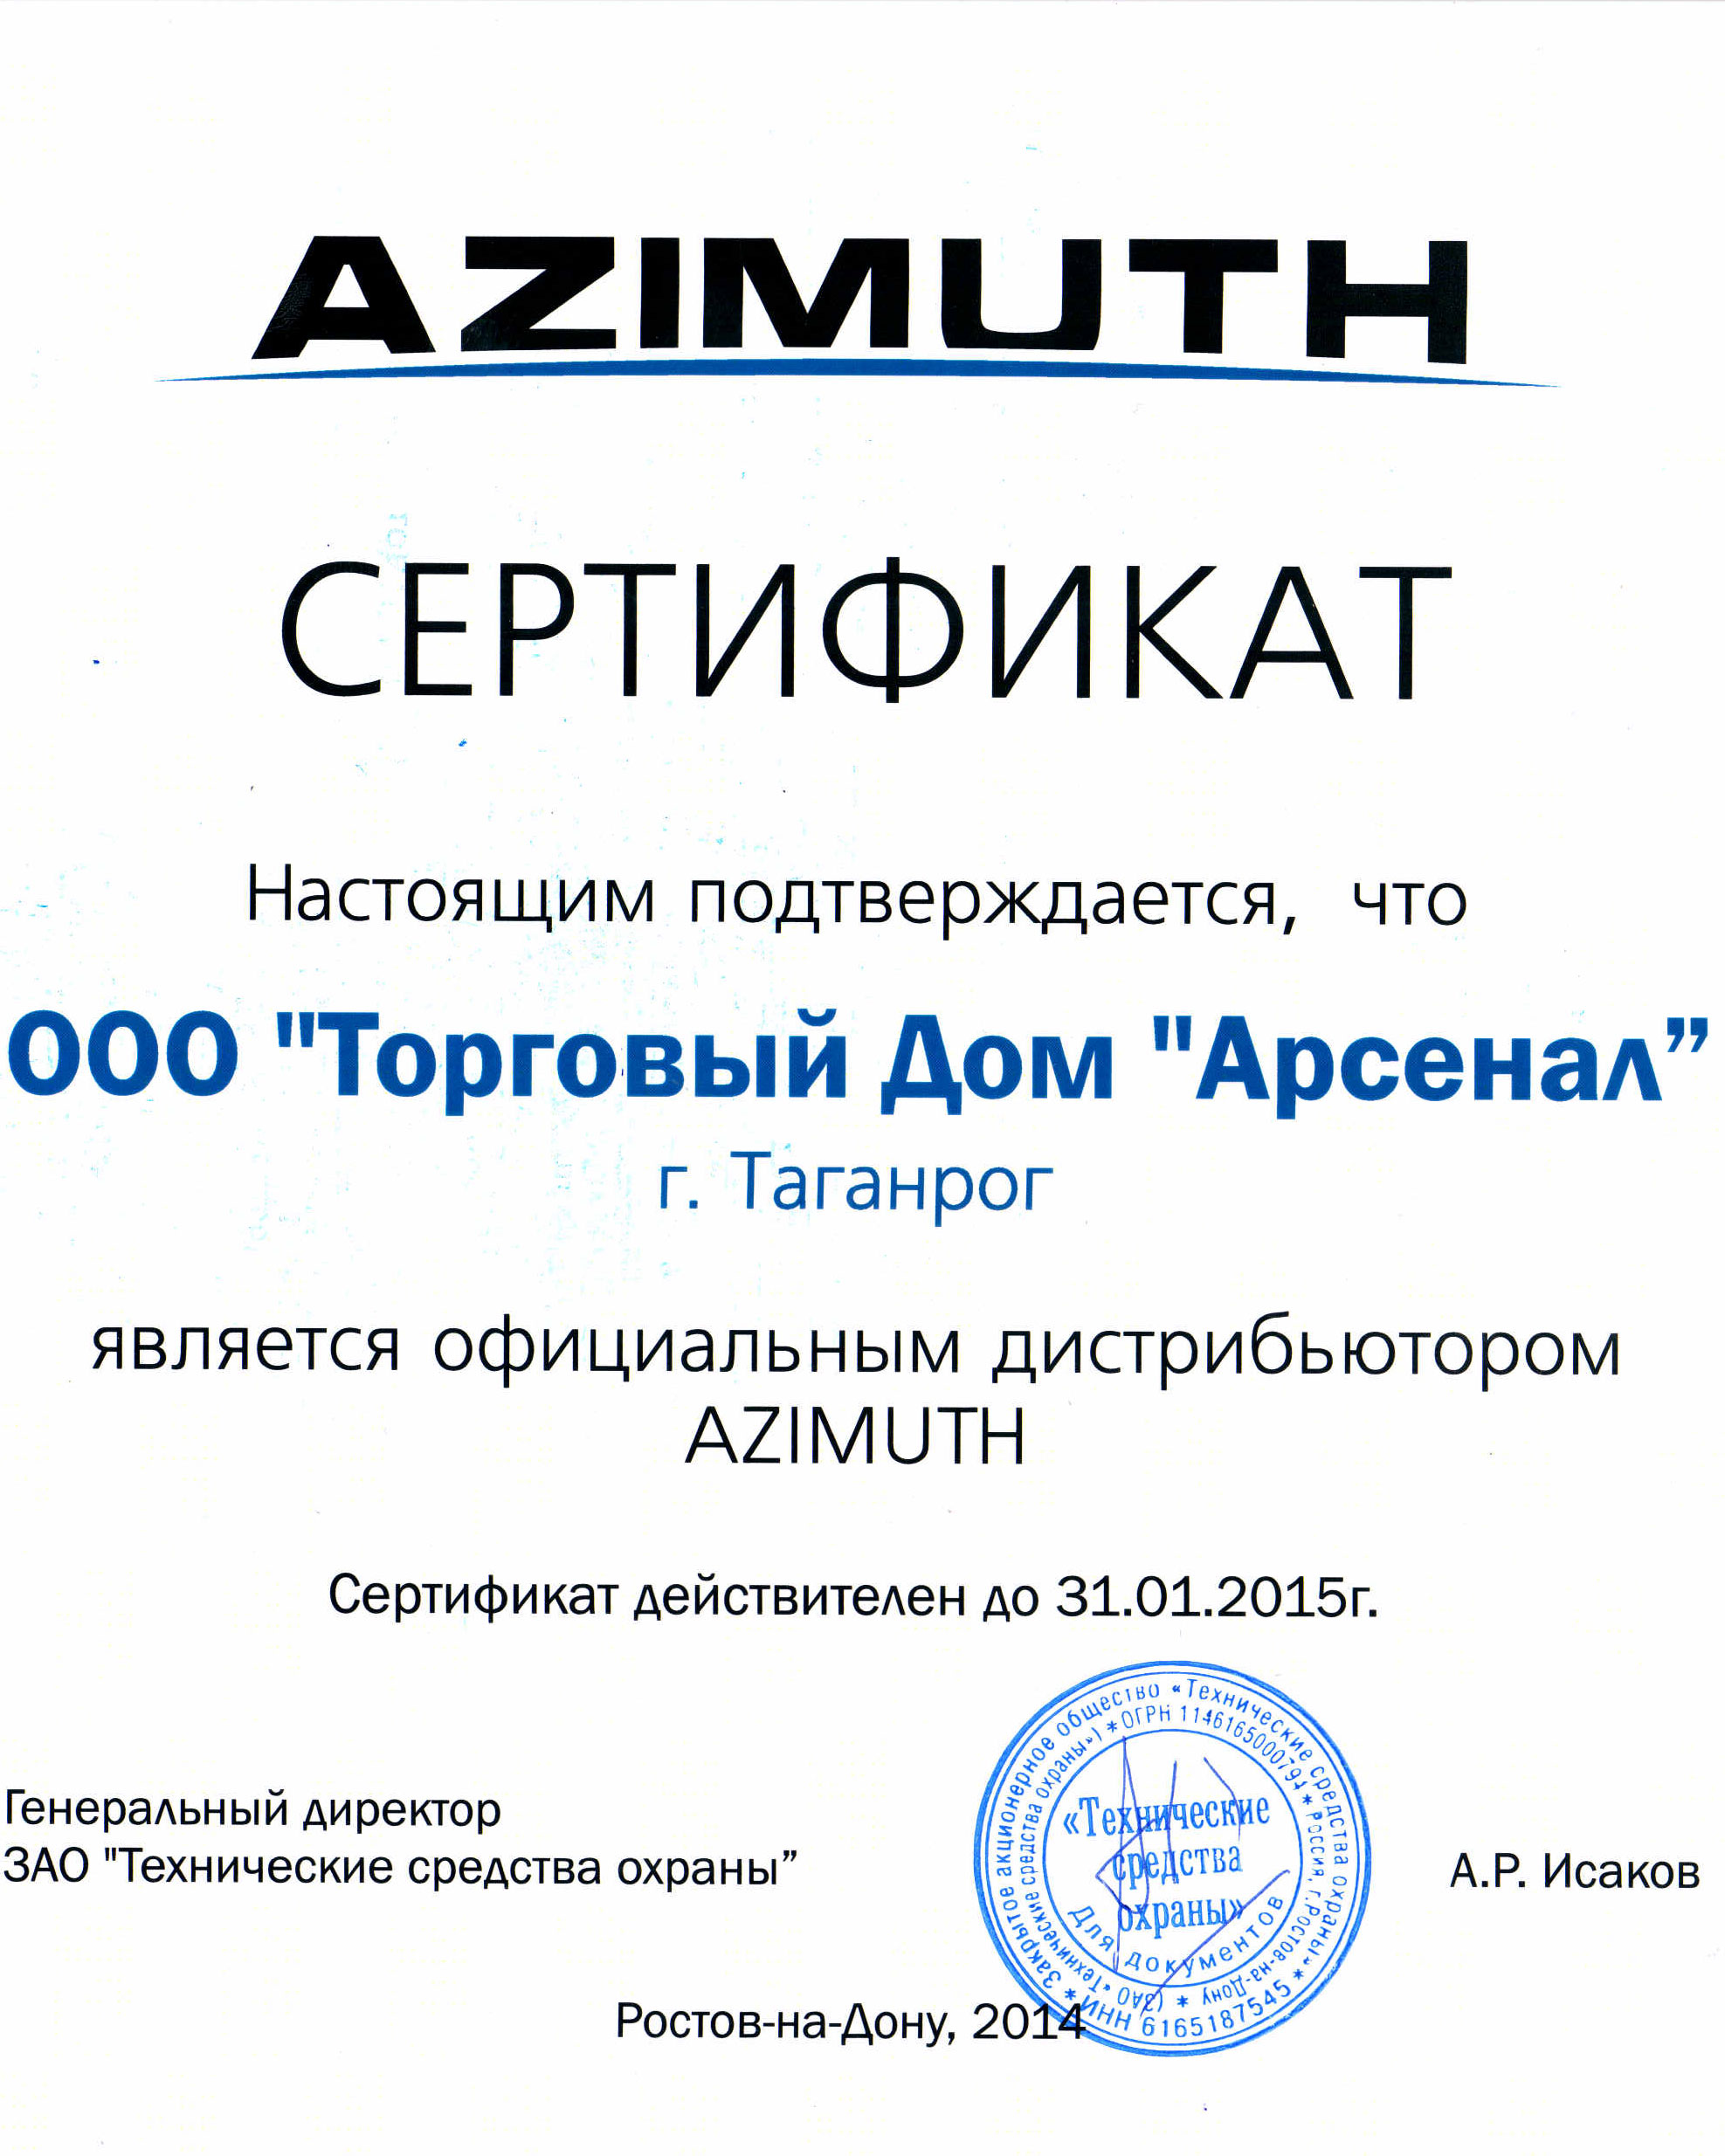 AZIMUTH
СЕРТИФИКАТ
Настоящим подтверждается, что
ООО "Торговый Дом "Арсенал”
г. Таганрог
является официальным дистрибьютором
AZIMUTH
Сертификат действителен до 31.01.2015г.
Генеральный директор
ЗАО "Технические средства охраны”
А.Р. Исаков
Ростов-на-Дону, 2014
Закрытое акционерное общество «Технические средства охраны» * ИНН 6165187545 *
(ЗАО «Технические средства охраны») * ОГРН 1146165000794 * Россия, г.Ростов-на-Дону *
«Технические
средства
охраны»
Для документов